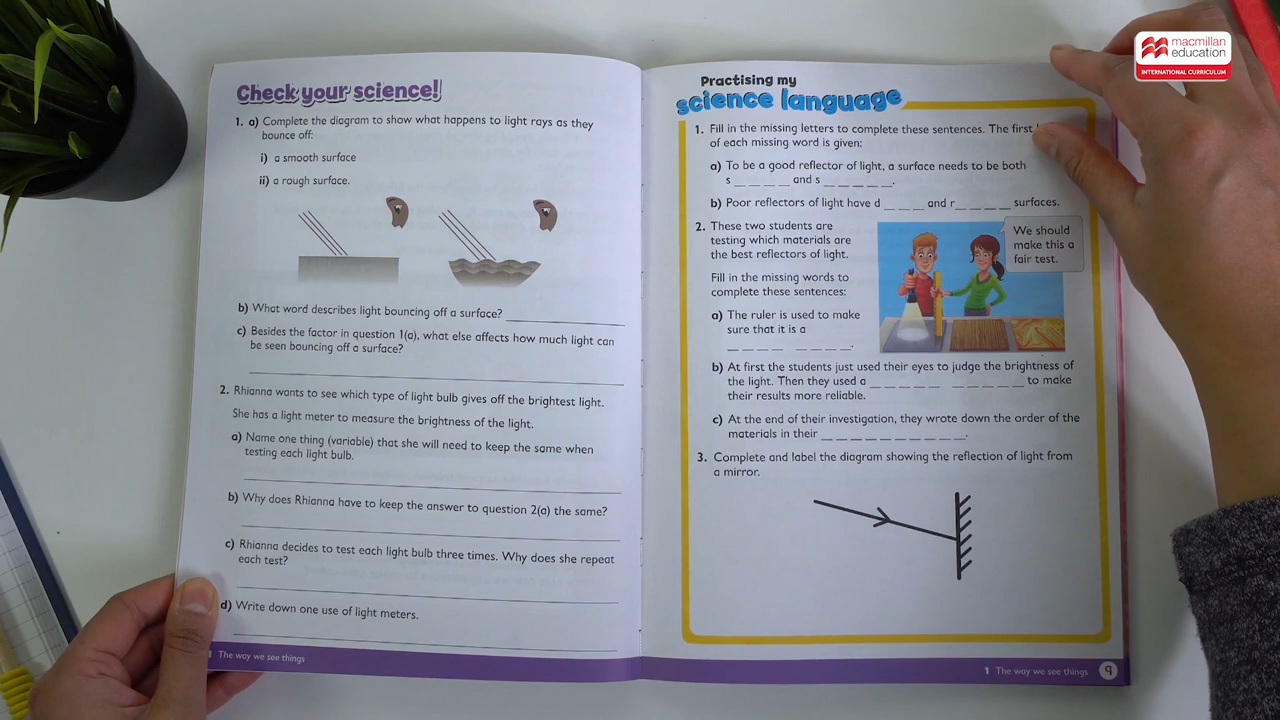 macmillan
education
INTERNATIONAL CURRICULUM
Check your science!
1. a) Complete the diagram to show what happens to light rays as they
bounce off:
i) a smooth surface
ii) a rough surface.
b) What word describes light bouncing off a surface? ____________
c) Besides the factor in question 1(a), what else affects how much light can
be seen bouncing off a surface?
2. Rhianna wants to see which type of light bulb gives off the brightest light.
She has a light meter to measure the brightness of the light.
a) Name one thing (variable) that she will need to keep the same when
testing each light bulb.
b) Why does Rhianna have to keep the answer to question 2(a) the same?
c) Rhianna decides to test each light bulb three times. Why does she repeat
each test?
d) Write down one use of light meters.
The way we see things
Practising my
science language
1. Fill in the missing letters to complete these sentences. The first
of each missing word is given:
a) To be a good reflector of light, a surface needs to be both
s _ _ _ _ and s _ _ _ _ _.
b) Poor reflectors of light have d _ _ _ and r _ _ _ _ surfaces.
2. These two students are
testing which materials are
the best reflectors of light.
Fill in the missing words to
complete these sentences:
a) The ruler is used to make
sure that it is a
_ _ _ _ _ _ _ _.
We should
make this a
fair test.
b) At first the students just used their eyes to judge the brightness of
the light. Then they used a _ _ _ _ _ _ _ _ _ _ _ to make
their results more reliable.
c) At the end of their investigation, they wrote down the order of the
materials in their _ _ _ _ _ _ _ _ _ _.
3. Complete and label the diagram showing the reflection of light from
a mirror.
1 The way we see things 9